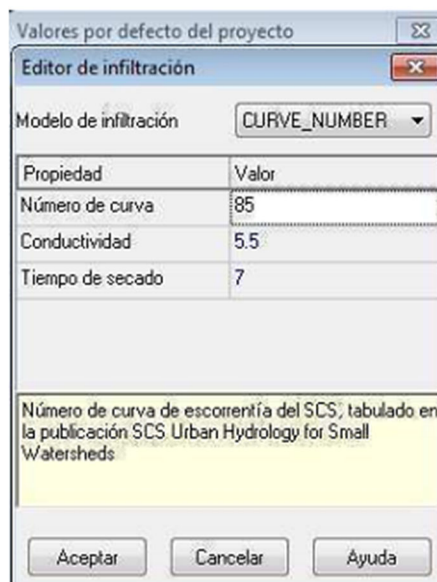 Valores por defecto del proyecto
Editor de infiltración
Modelo de infiltración CURVE_NUMBER
Propiedad Valor
Número de curva 85
Conductividad 5.5
Tiempo de secado 7
Número de curva de escorrentía del SCS, tabulado en
la publicación SCS Urban Hydrology for Small
Watersheds
Aceptar Cancelar Ayuda